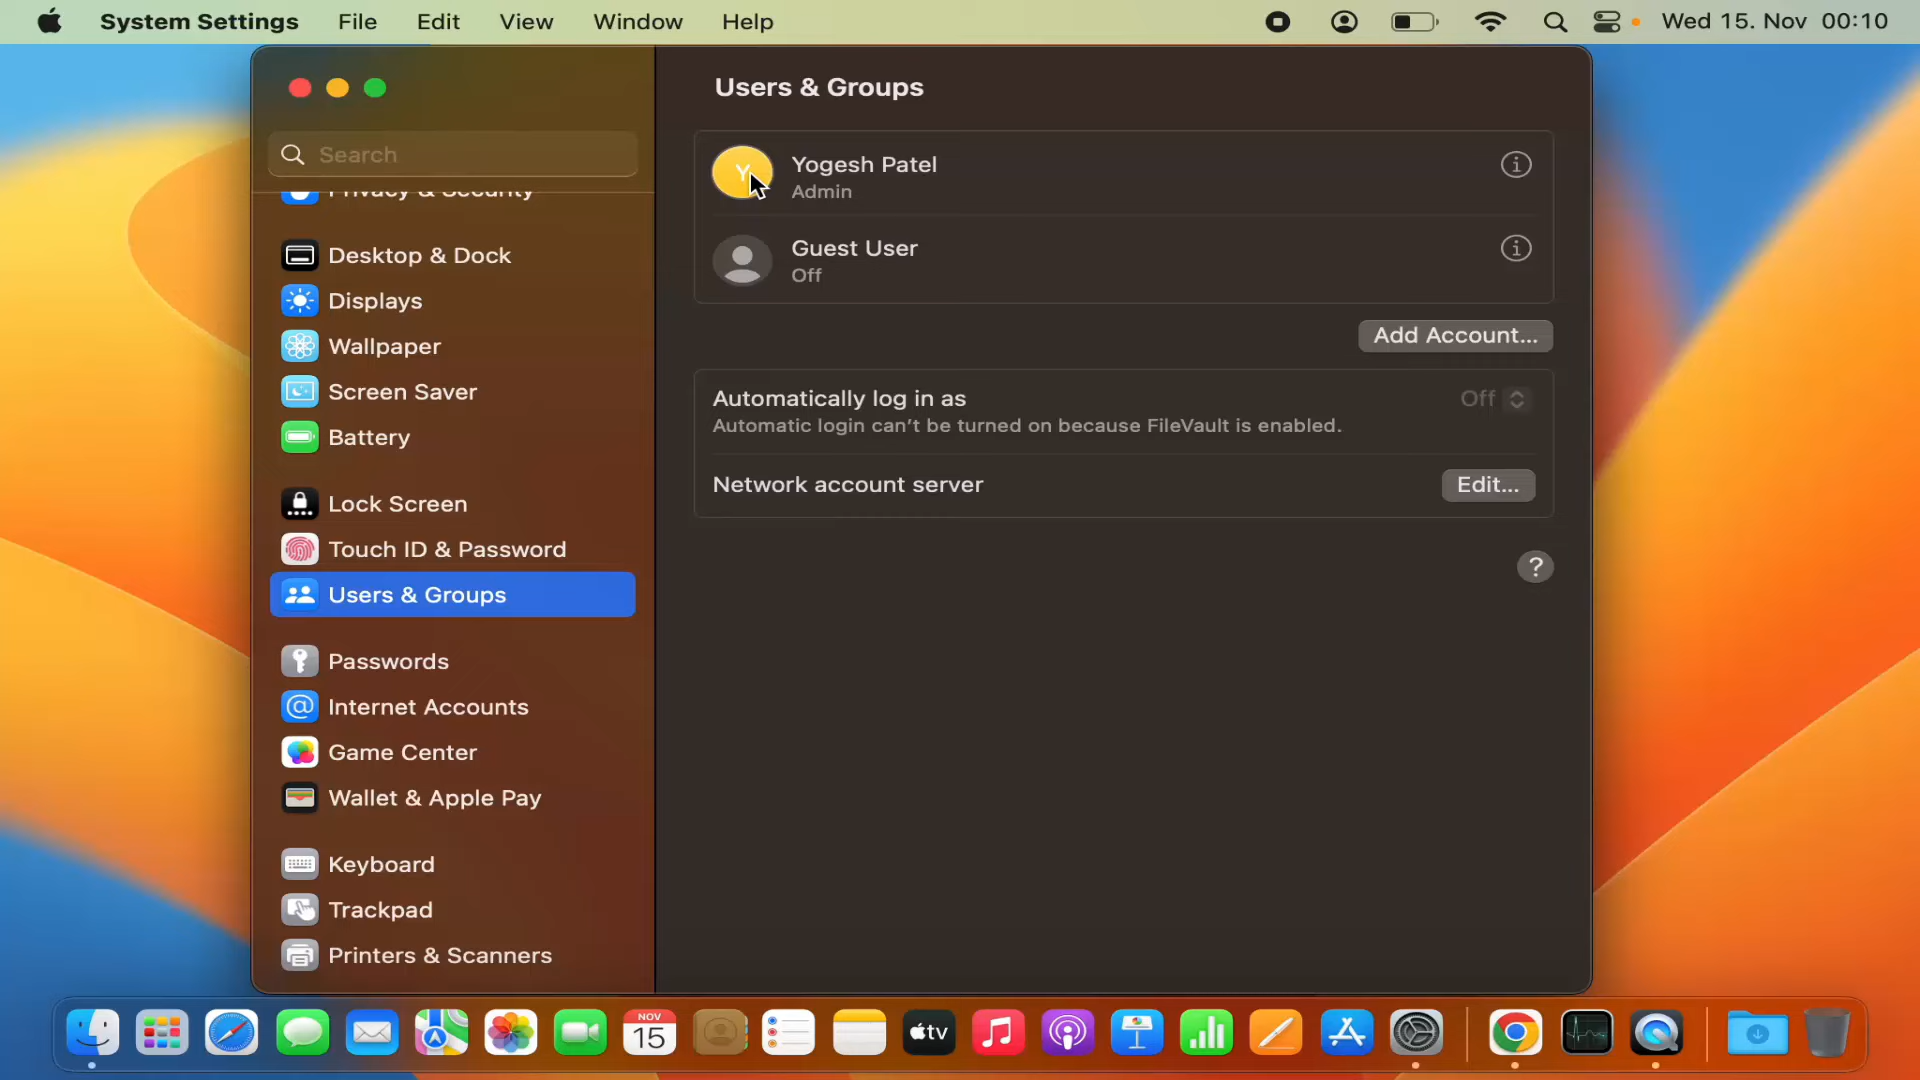 System Settings File Edit View Window Help Wed 15. Nov 00:10
Search
Privacy & Security
Desktop & Dock
Displays
Wallpaper
Screen Saver
Battery
Lock Screen
Touch ID & Password
Users & Groups
Passwords
Internet Accounts
Game Center
Wallet & Apple Pay
Keyboard
Trackpad
Printers & Scanners
Users & Groups
Y
Yogesh Patel
Admin
Guest User
Off
Add Account...
Automatically log in as Off
Automatic login can't be turned on because FileVault is enabled.
Network account server Edit...
?
NOV
15
tv